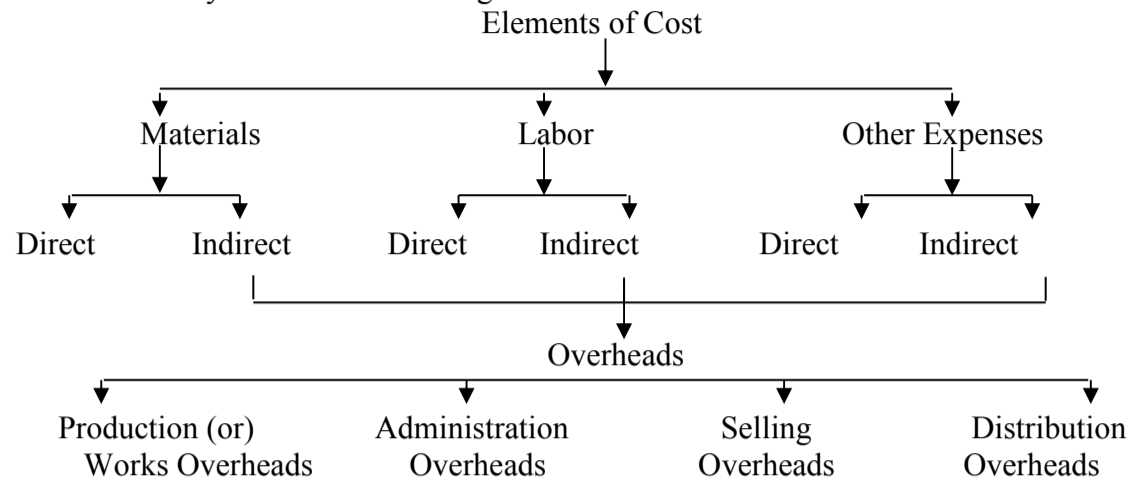 Elements of Cost
Materials Labor Other Expenses
Direct Indirect Direct Indirect Direct Indirect
Overheads
Production (or) Administration Selling Distribution
Works Overheads Overheads Overheads Overheads